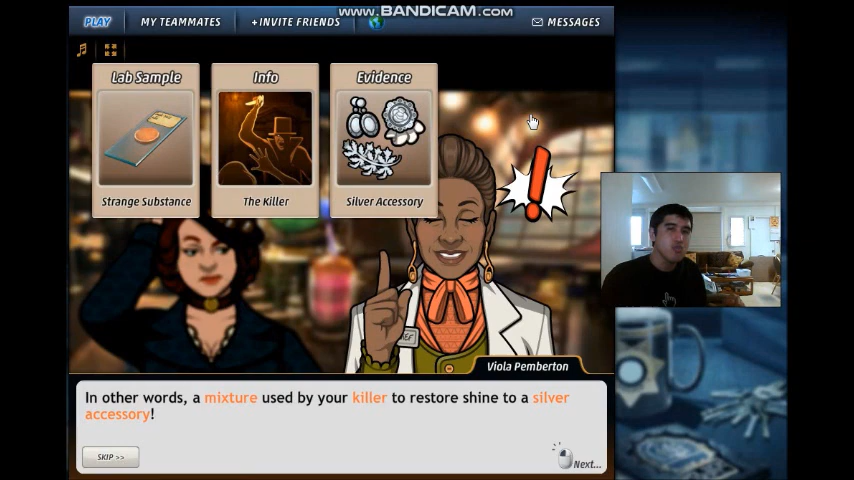 www.BANDICAM.com
PLAY
MY TEAMMATES
+INVITE FRIENDS
MESSAGES
Lab Sample
Info
Evidence
Strange Substance
The Killer
Silver Accessory
EF
Viola Pemberton
In other words, a mixture used by your killer to restore shine to a silver
accessory!
SKIP >>
Next...